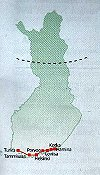 Kotka
Turku Porvoo Hamina
Loviisa
Tammisaari Helsinki